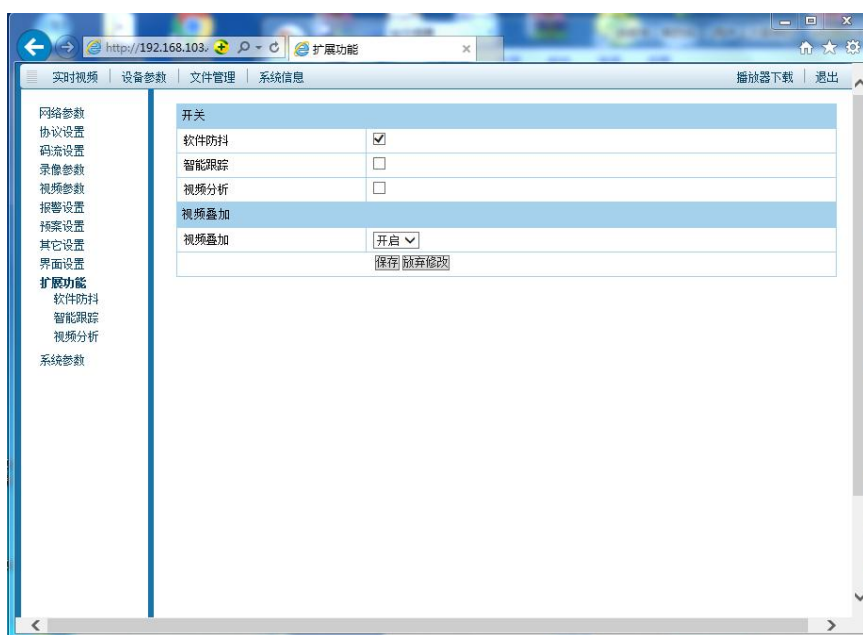 http://192.168.103. 扩展功能
实时视频 设备参数 文件管理 系统信息 播放器下载 退出
网络参数
协议设置
码流设置
录像参数
视频参数
报警设置
预案设置
其它设置
界面设置
扩展功能
软件防抖
智能跟踪
视频分析
系统参数
开关
软件防抖
智能跟踪
视频分析
视频叠加
视频叠加 开启
保存 放弃修改